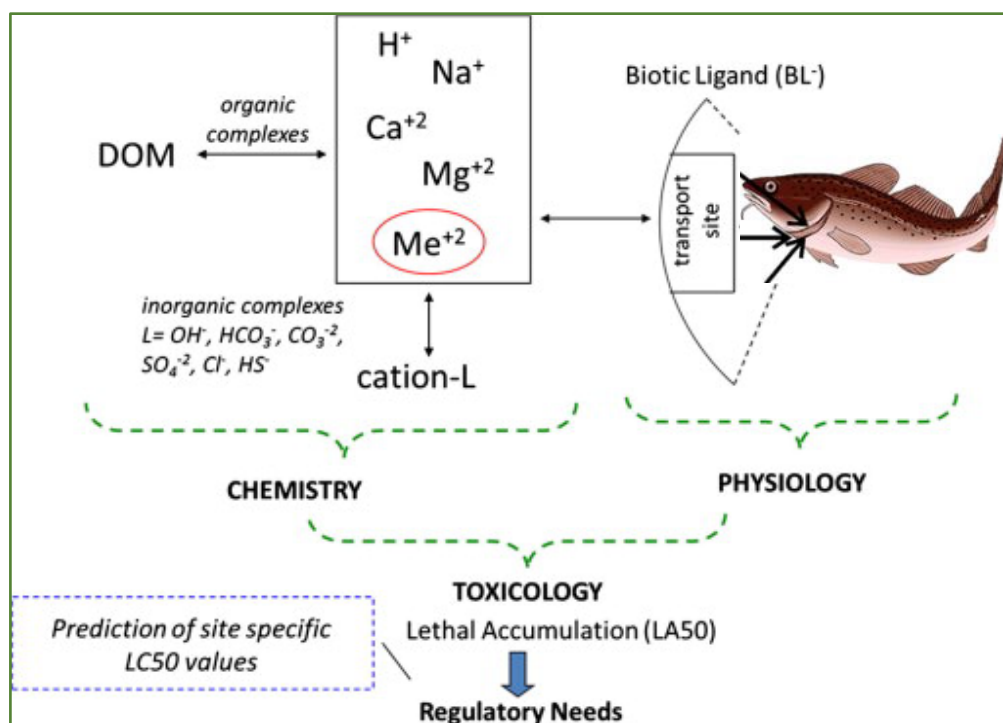 H⁺
Na⁺
Ca⁺²
Mg⁺²
Me⁺²
organic
complexes
DOM
Biotic Ligand (BL⁻)
transport
site
inorganic complexes
L= OH⁻, HCO₃⁻, CO₃⁻²,
SO₄⁻², Cl⁻, HS⁻
cation-L
CHEMISTRY
PHYSIOLOGY
TOXICOLOGY
Lethal Accumulation (LA50)
Prediction of site specific
LC50 values
Regulatory Needs